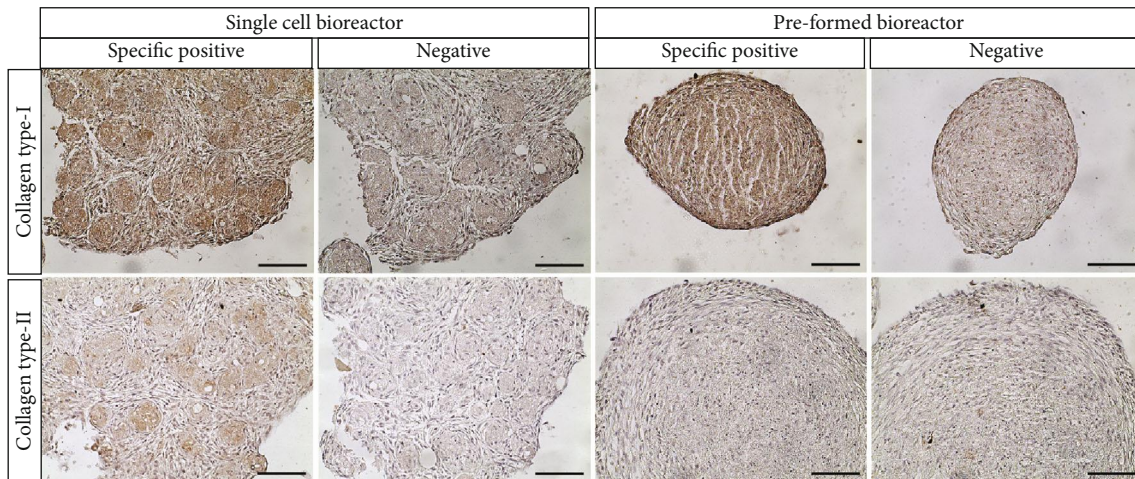 Single cell bioreactor
Pre-formed bioreactor
Specific positive
Negative
Specific positive
Negative
Collagen type-I
Collagen type-II